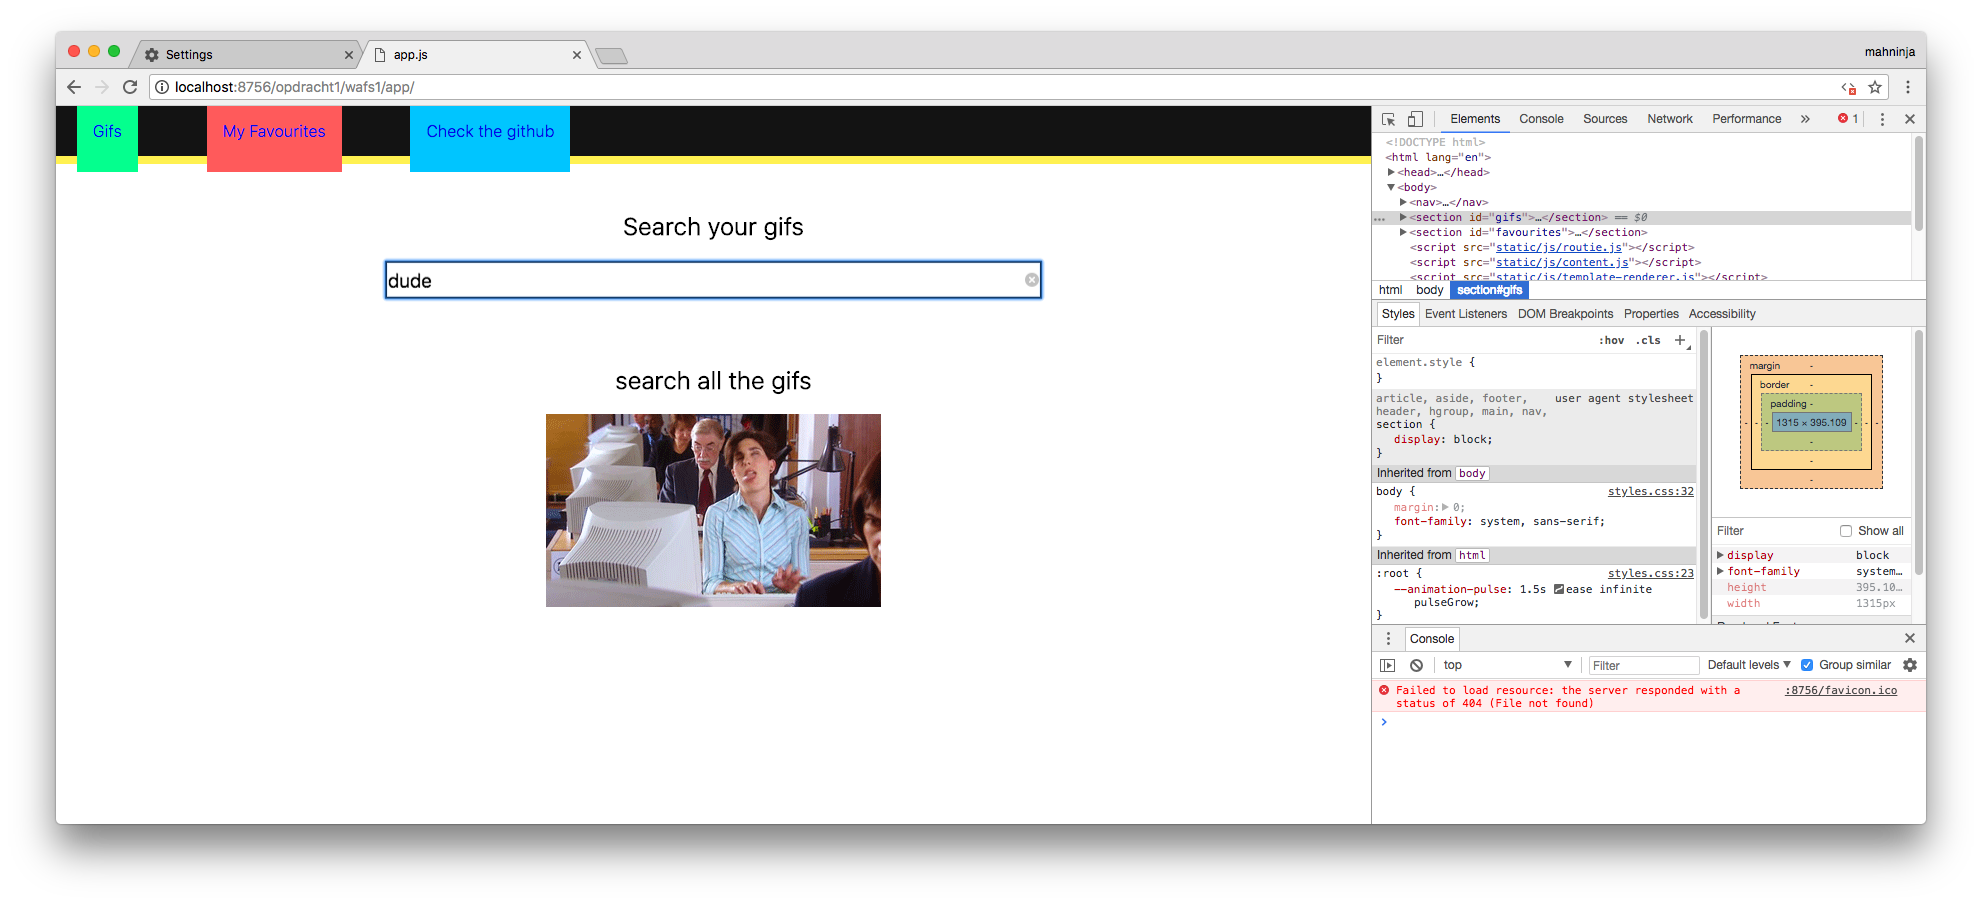 Settings
app.js
mahninja
localhost:8756/opdracht1/wafs1/app/
Gifs
My Favourites
Check the github
Search your gifs
dude
search all the gifs
Elements Console Sources Network Performance » 1
<!DOCTYPE html>
<html lang="en">
<head>…</head>
<body>
<nav>…</nav>
… <section id="gifs">…</section> == $0
<section id="favourites">…</section>
<script src="static/js/routie.js"></script>
<script src="static/js/content.js"></script>
<script src="static/js/template-renderer.js"></script>
html body section#gifs
Styles Event Listeners DOM Breakpoints Properties Accessibility
Filter :hov .cls +
element.style {
}
article, aside, footer, user agent stylesheet
header, hgroup, main, nav,
section {
display: block;
}
Inherited from body
body { styles.css:32
margin: 0;
font-family: system, sans-serif;
}
Inherited from html
:root { styles.css:23
--animation-pulse: 1.5s ease infinite
pulseGrow;
}
margin -
border -
padding -
- - - 1315 × 395.109 - - -
-
-
-
Filter Show all
display block
font-family system…
height 395.10…
width 1315px
Console
top Filter Default levels Group similar
Failed to load resource: the server responded with a :8756/favicon.ico
status of 404 (File not found)